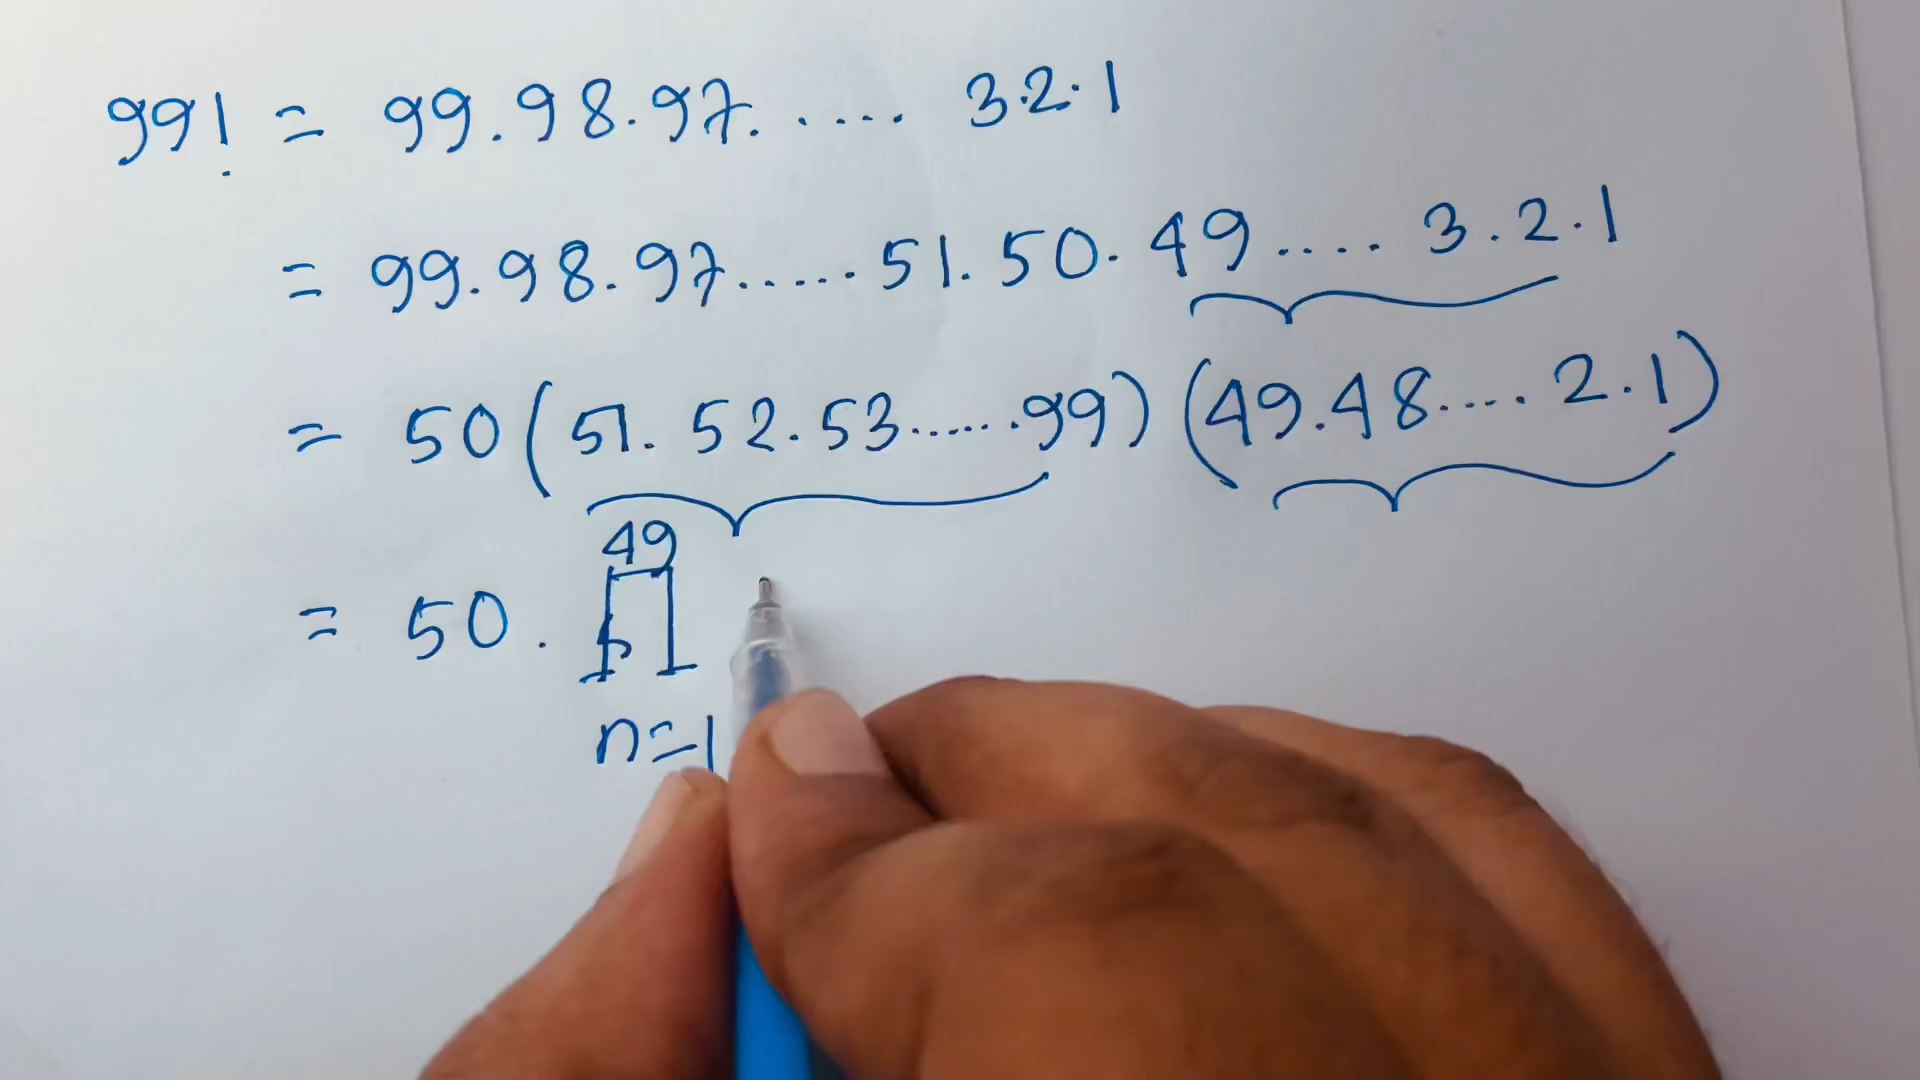 99! = 99.98.97. .... 3.2.1
= 99.98.97.....51.50.49.... 3.2.1
= 50(51.52.53......99)(49.48.... 2.1)
49
= 50. ∏
n=1